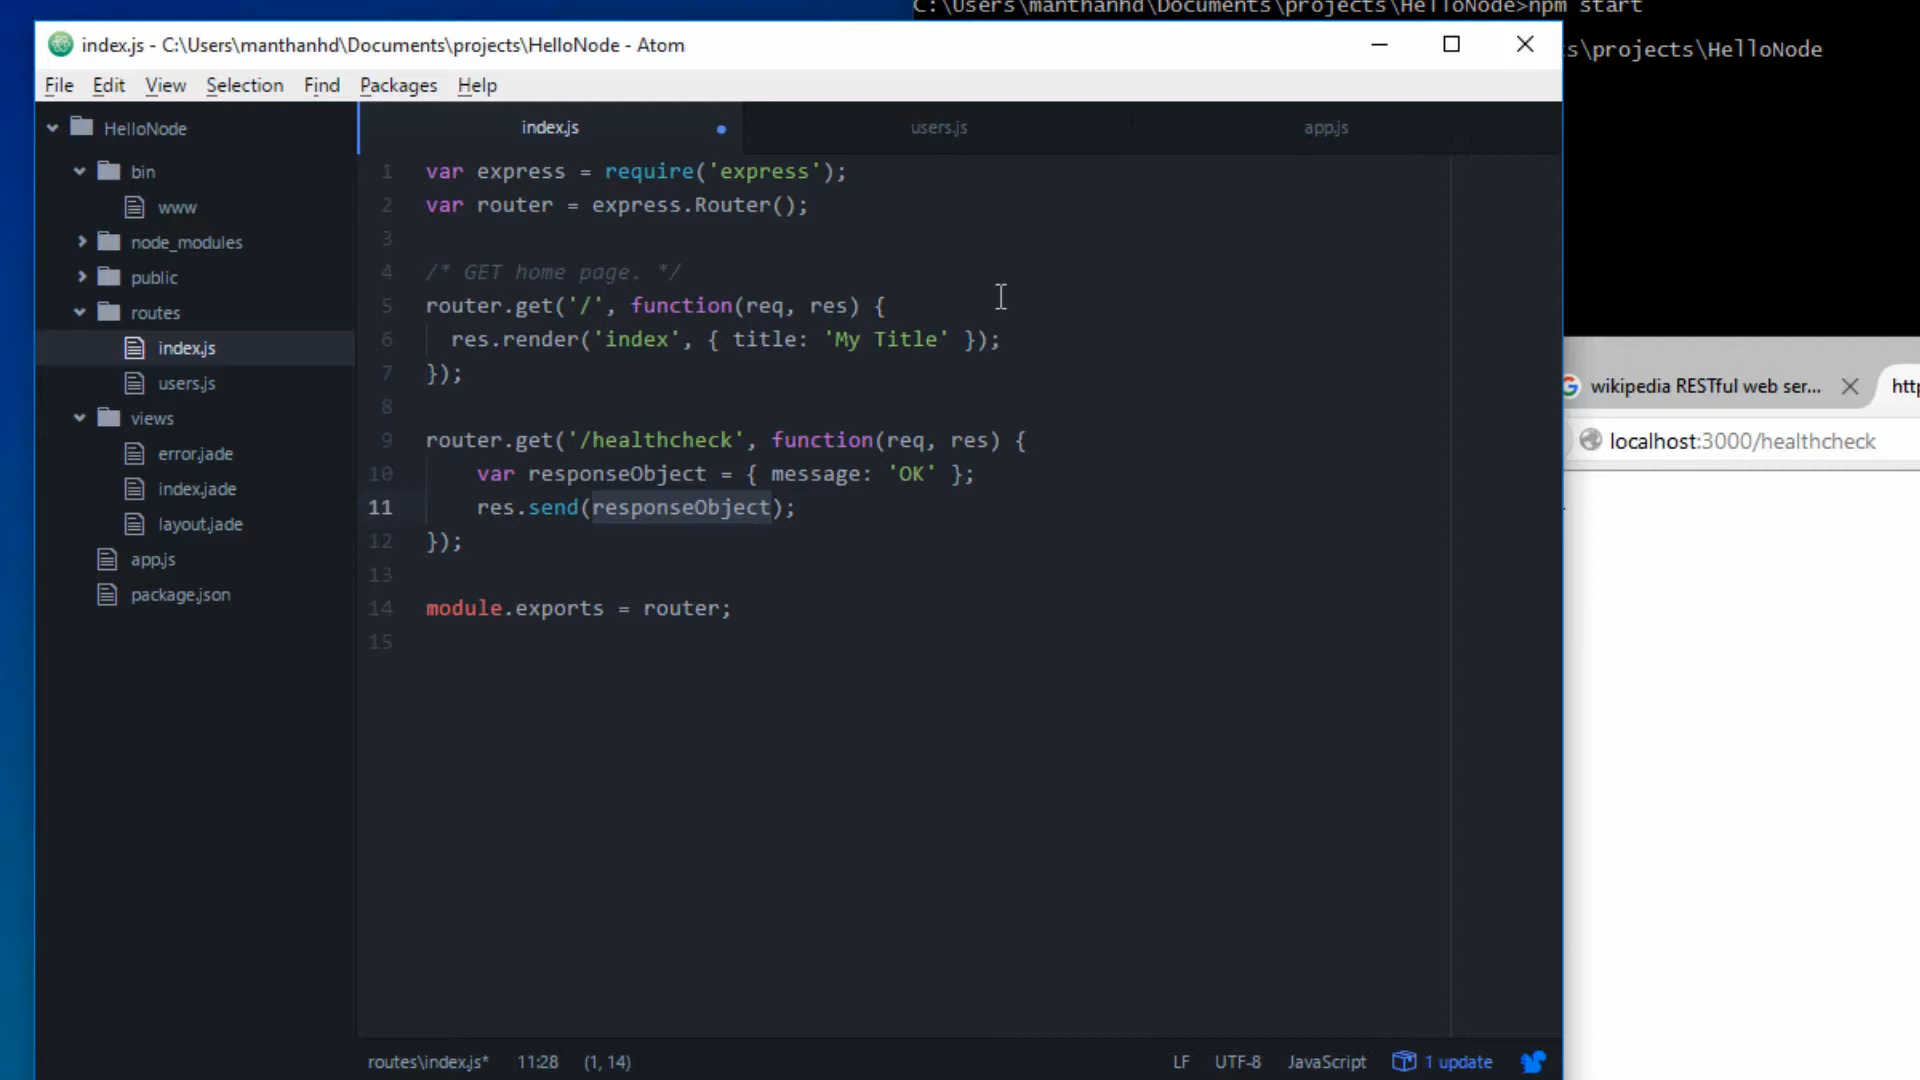 C:\Users\manthanhd\Documents\projects\HelloNode>npm start
index.js - C:\Users\manthanhd\Documents\projects\HelloNode - Atom
s\projects\HelloNode
File Edit View Selection Find Packages Help
HelloNode
bin
www
node_modules
public
routes
index.js
users.js
views
error.jade
index.jade
layout.jade
app.js
package.json
index.js users.js app.js
1 var express = require('express');
2 var router = express.Router();
3
4 /* GET home page. */
5 router.get('/', function(req, res) {
6 res.render('index', { title: 'My Title' });
7 });
8
9 router.get('/healthcheck', function(req, res) {
10 var responseObject = { message: 'OK' };
11 res.send(responseObject);
12 });
13
14 module.exports = router;
15
wikipedia RESTful web ser... htt
localhost:3000/healthcheck
routes\index.js* 11:28 (1, 14) LF UTF-8 JavaScript 1 update